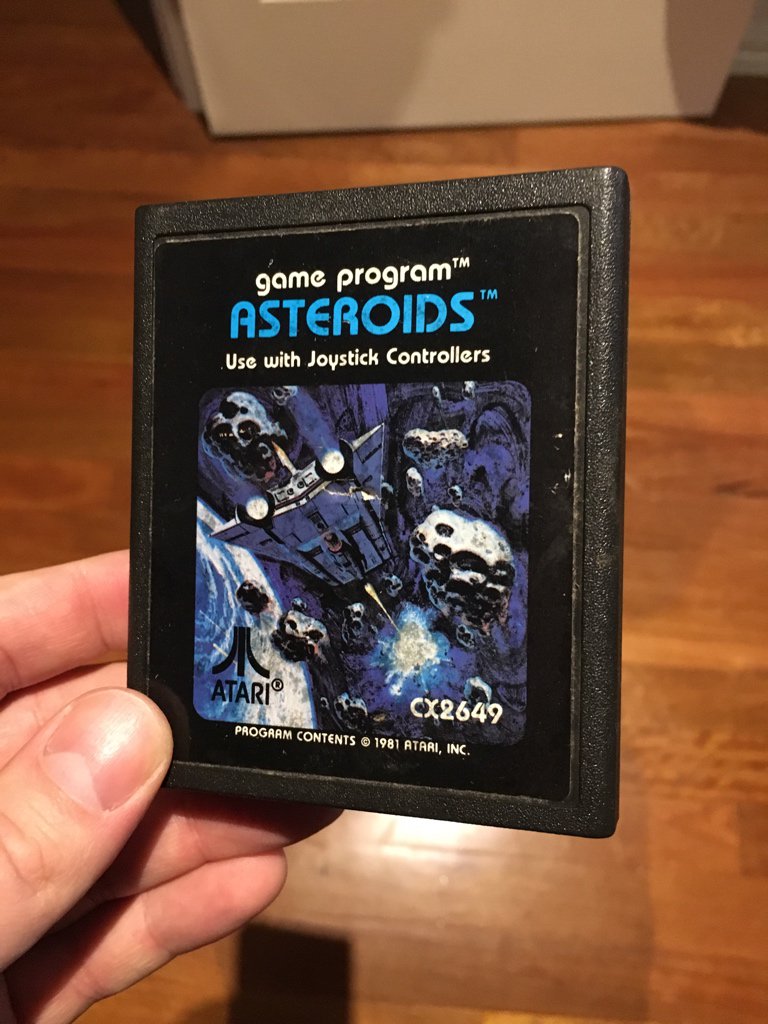 game program™
ASTEROIDS™
Use with Joystick Controllers
ATARI®
CX2649
PROGRAM CONTENTS © 1981 ATARI, INC.